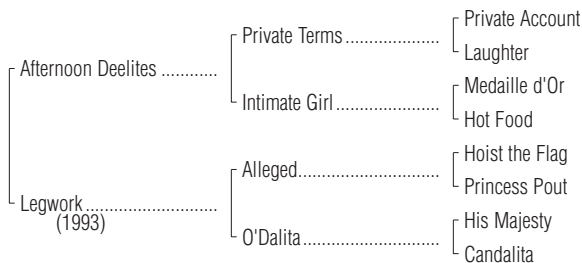 Private Account
Private Terms
Laughter
Afternoon Deelites
Medaille d'Or
Intimate Girl
Hot Food
Hoist the Flag
Alleged
Princess Pout
Legwork
(1993)
His Majesty
O'Dalita
Candalita